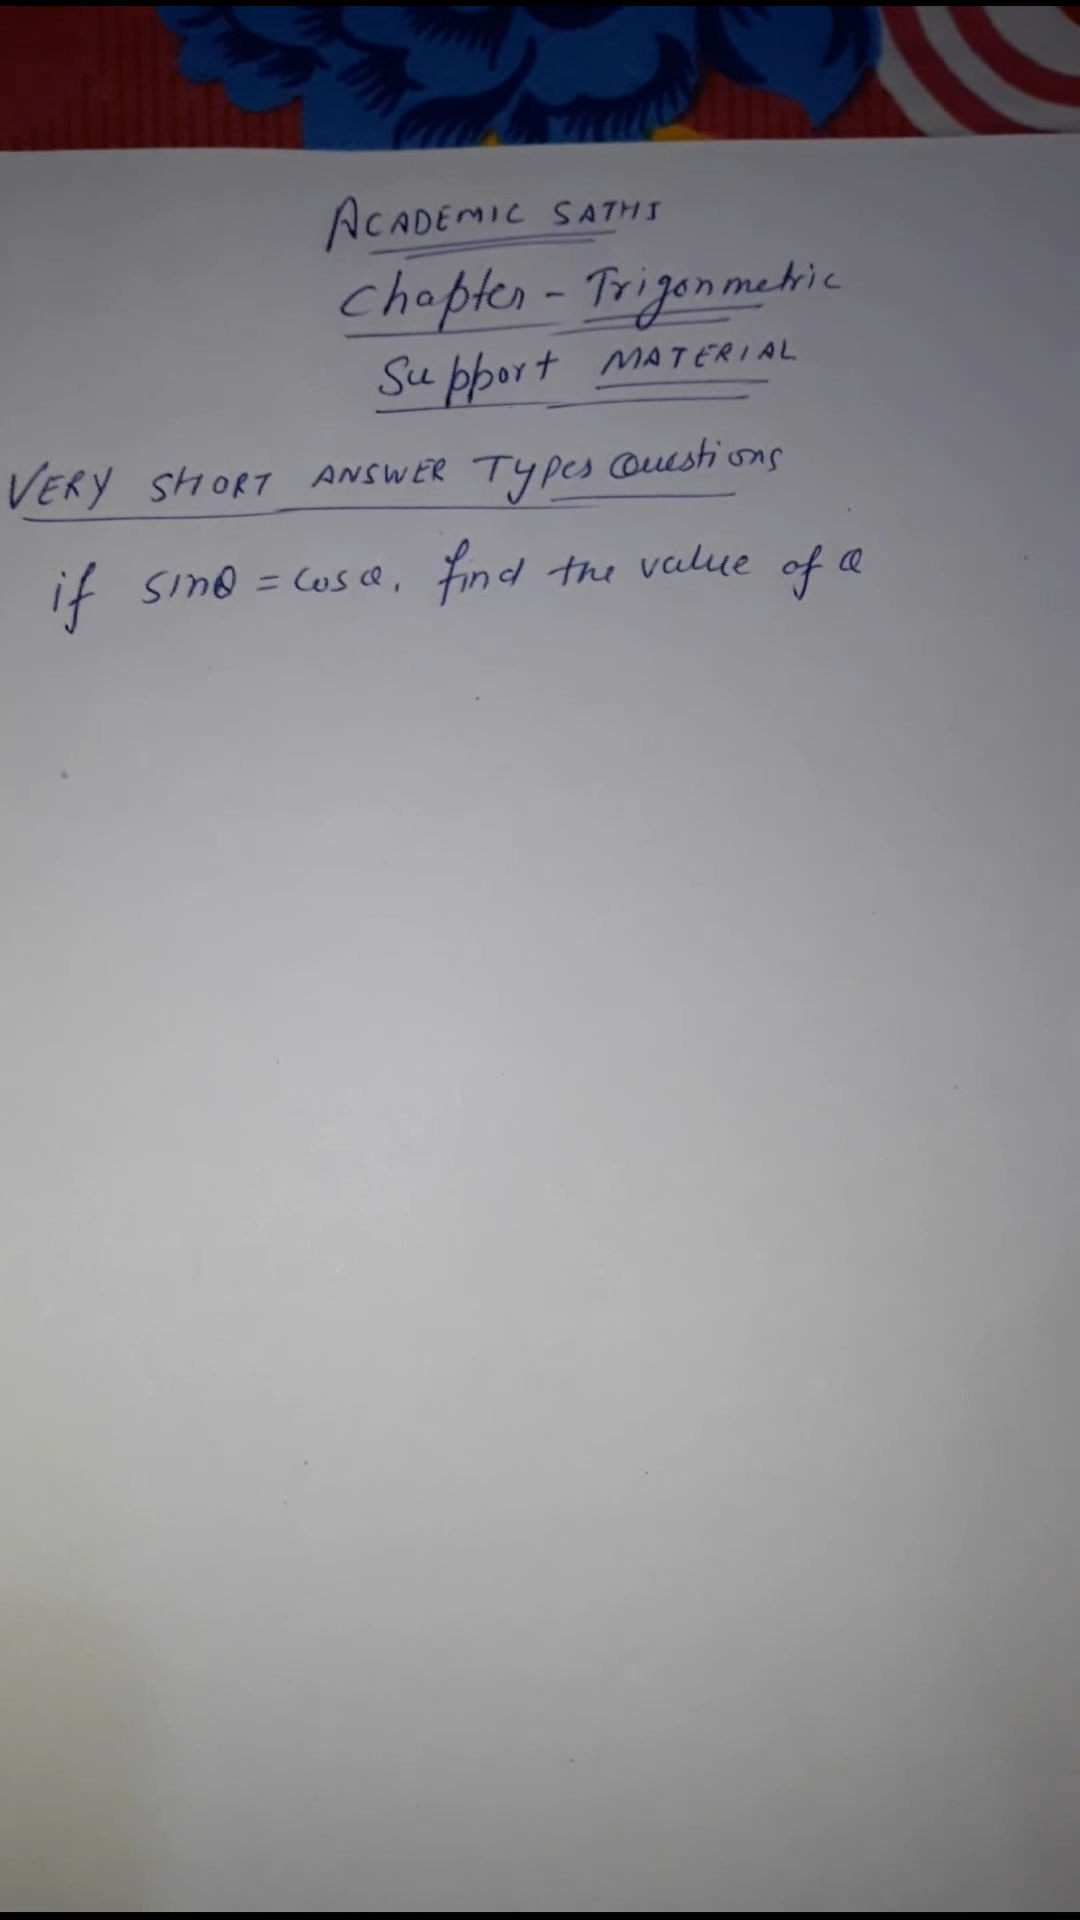 ACADEMIC SATHI
Chapter - Trigonmetric
Support MATERIAL
VERY SHORT ANSWER Types Questions
if sinθ = cosθ, find the value of θ